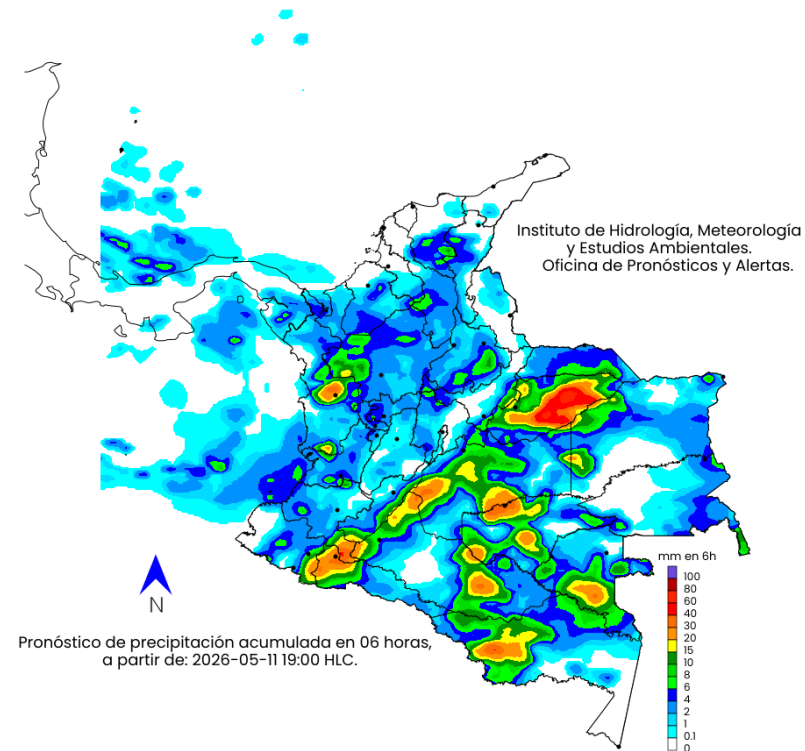 Instituto de Hidrología, Meteorología
y Estudios Ambientales.
Oficina de Pronósticos y Alertas.
N
Pronóstico de precipitación acumulada en 06 horas,
a partir de: 2026-05-11 19:00 HLC.
mm en 6h
100
80
60
40
30
20
15
10
8
6
4
2
1
0.1
0